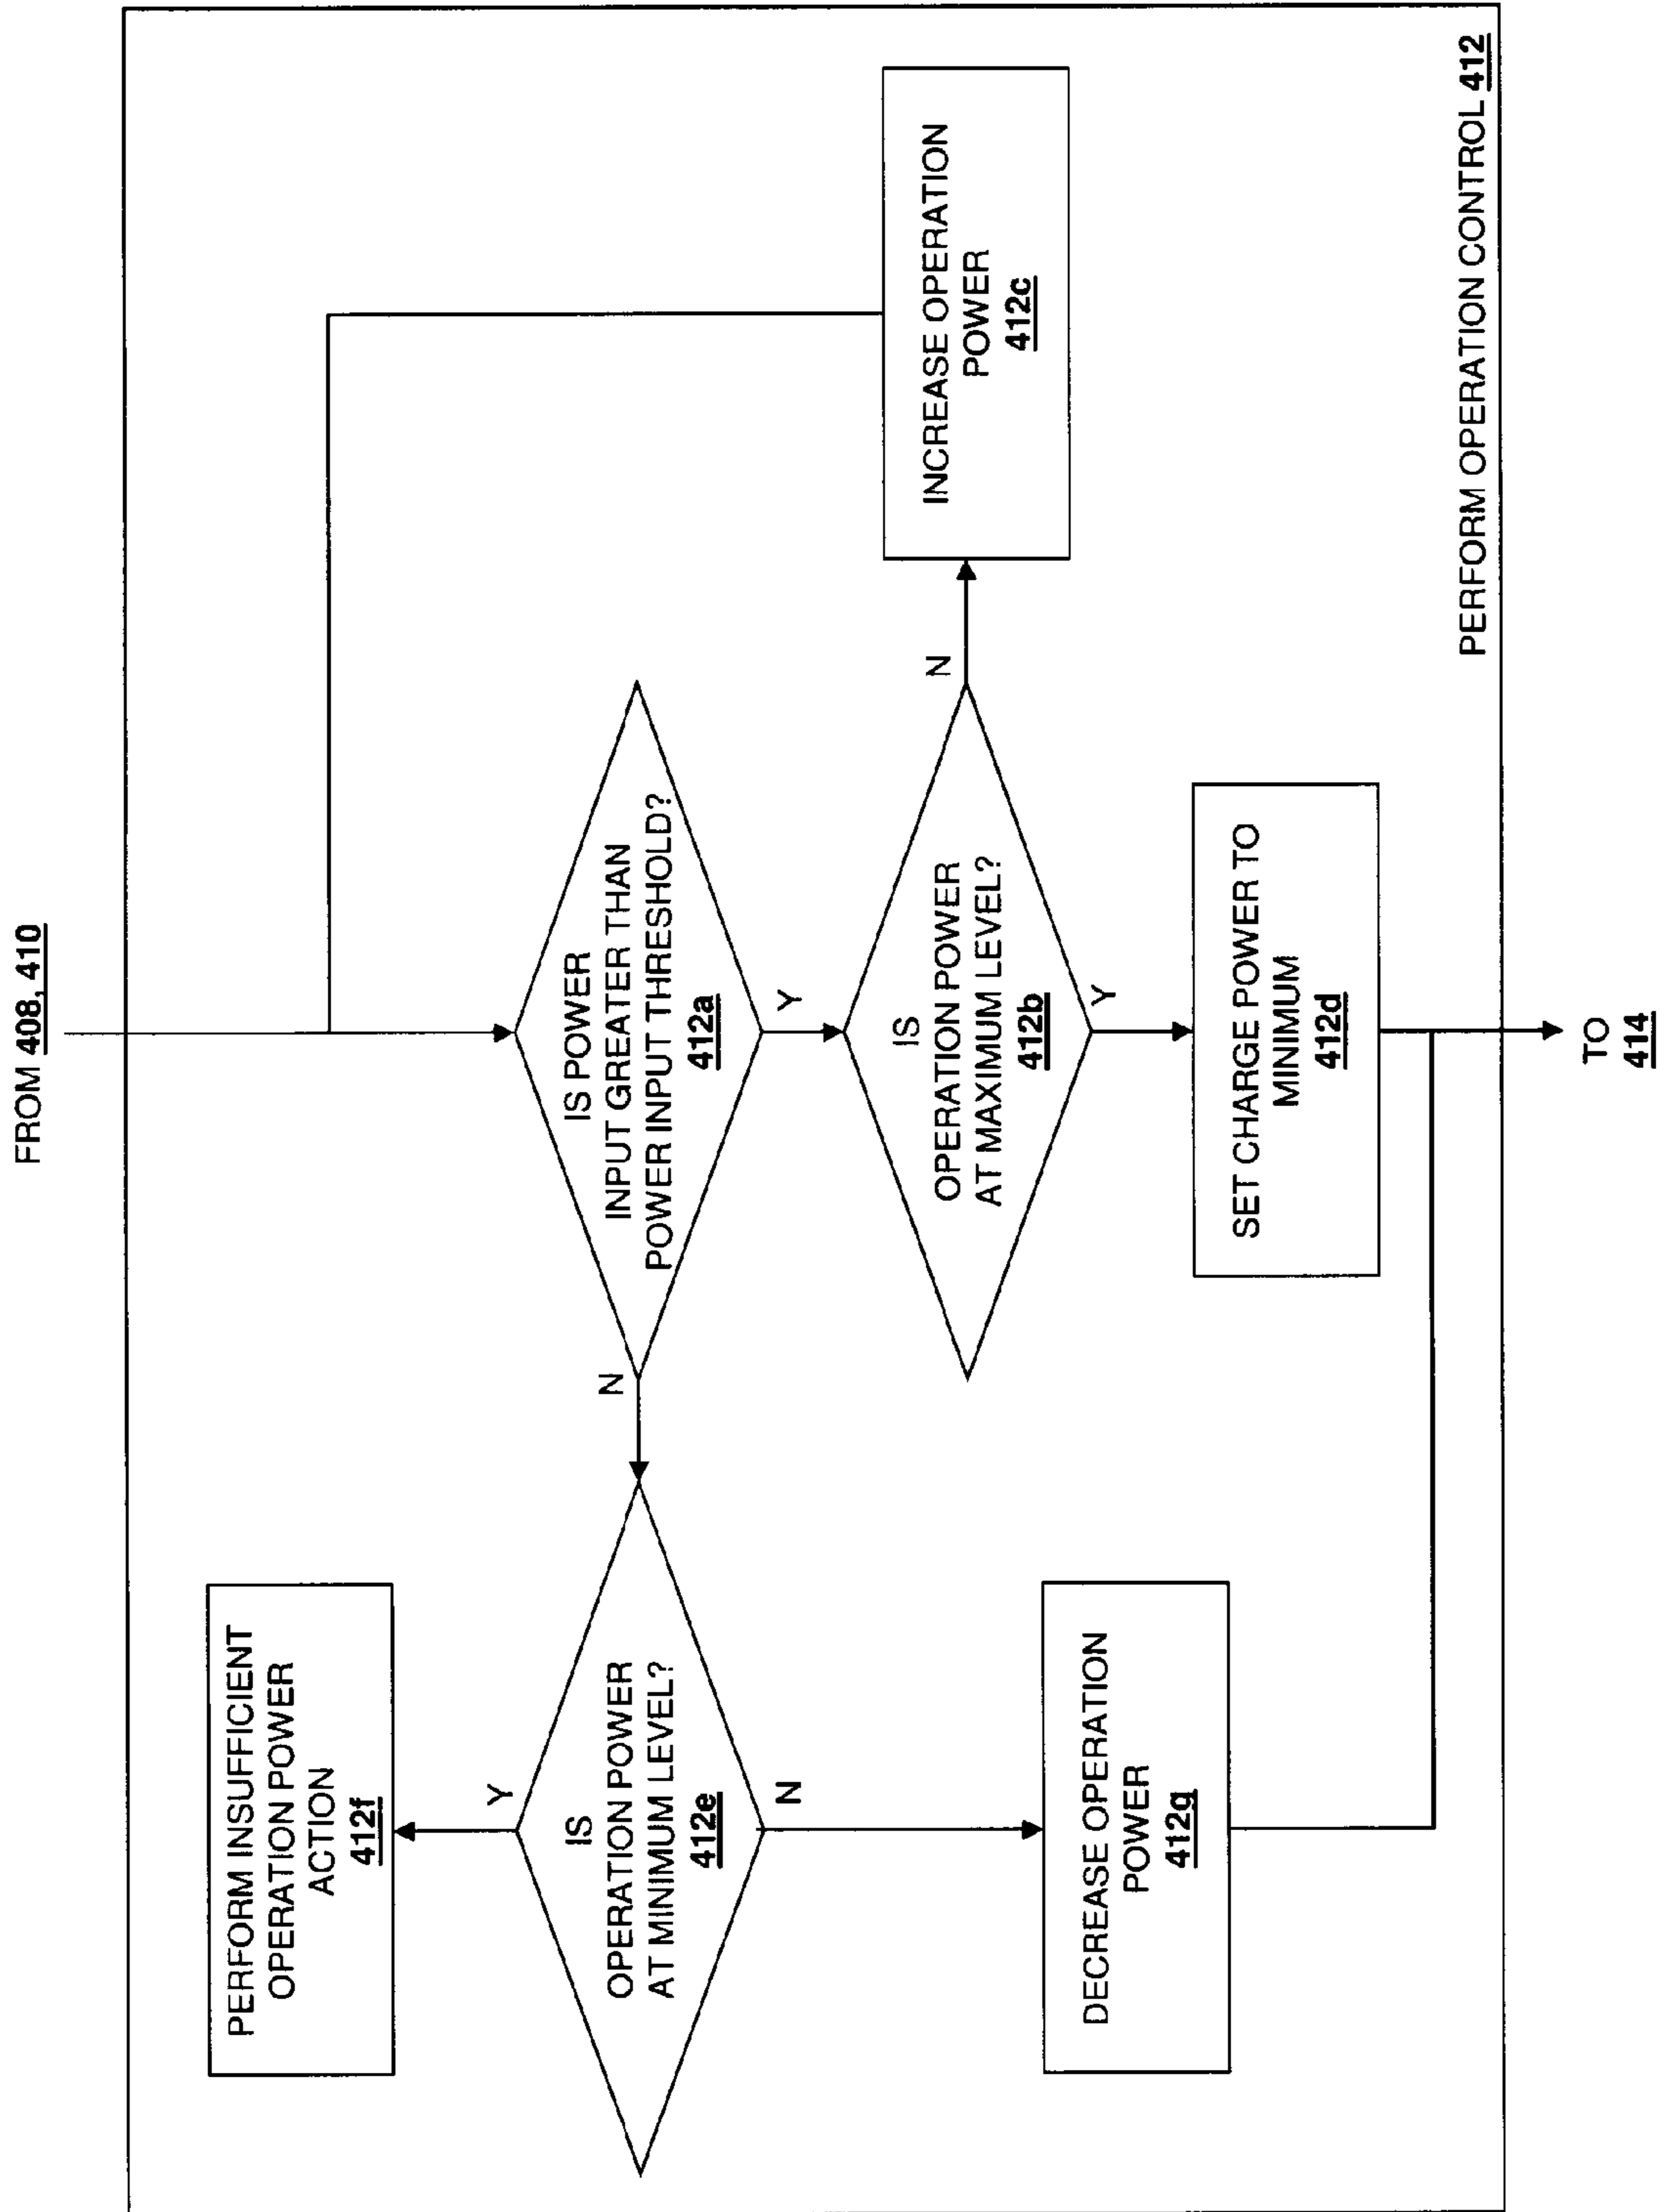 FROM 408, 410
PERFORM INSUFFICIENT
OPERATION POWER
ACTION
412f
Y
IS
OPERATION POWER
AT MINIMUM LEVEL?
412e
N
DECREASE OPERATION
POWER
412g
N
IS POWER
INPUT GREATER THAN
POWER INPUT THRESHOLD?
412a
Y
IS
OPERATION POWER
AT MAXIMUM LEVEL?
412b
Y
SET CHARGE POWER TO
MINIMUM
412d
N
INCREASE OPERATION
POWER
412c
PERFORM OPERATION CONTROL 412
TO
414